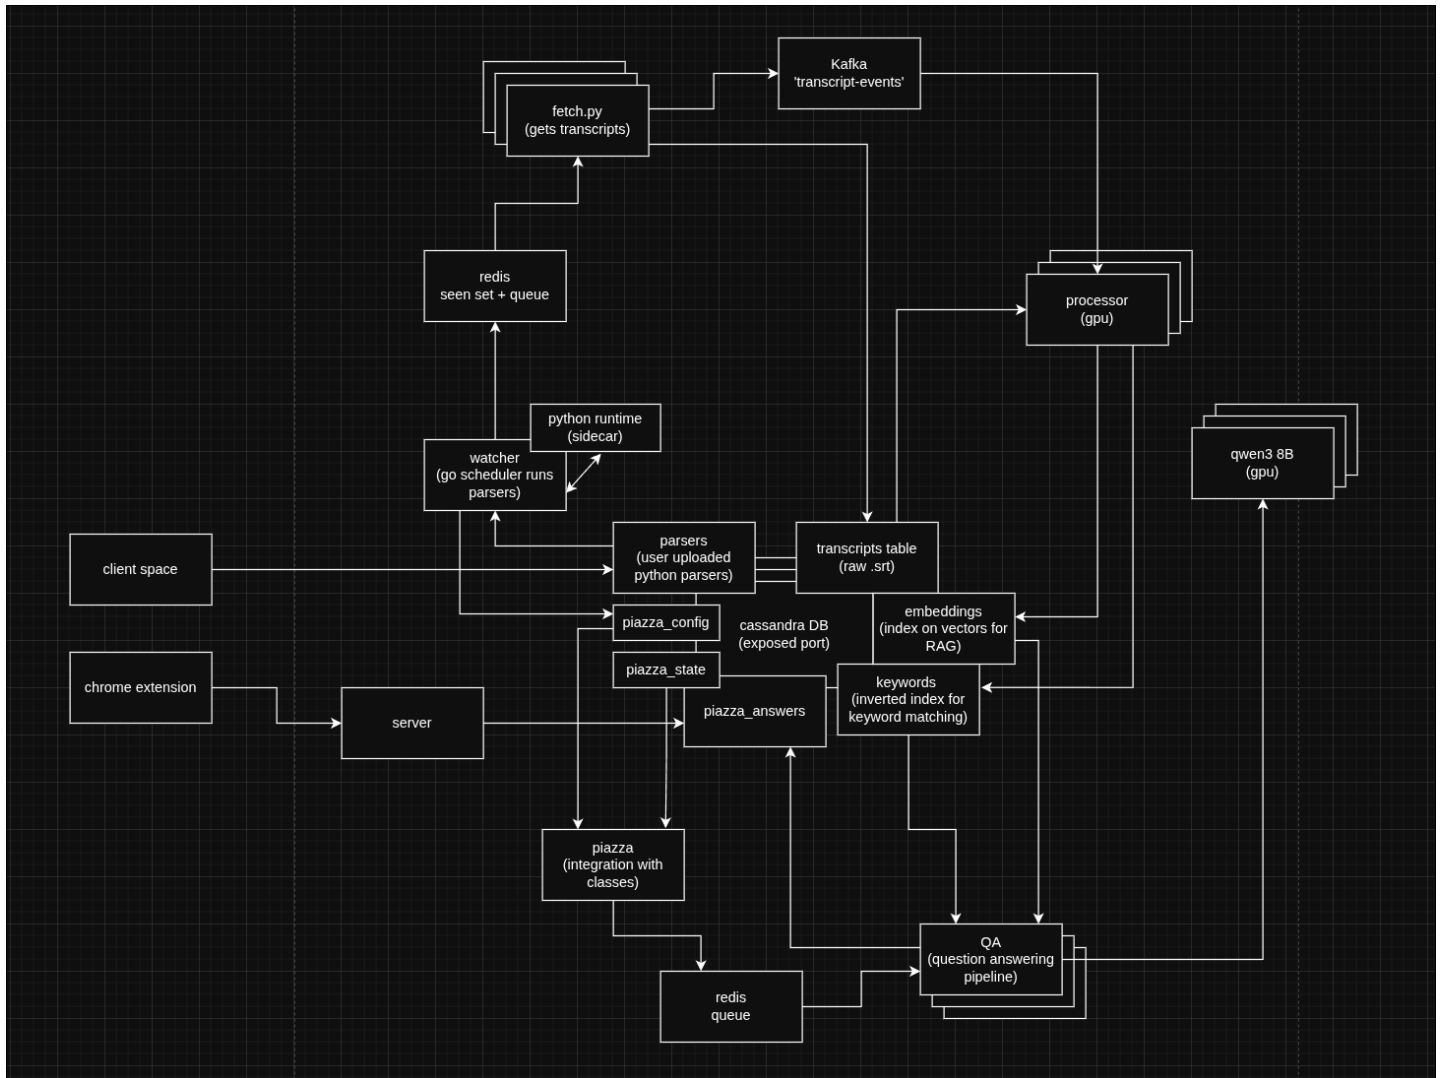 Kafka
'transcript-events'
fetch.py
(gets transcripts)
redis
seen set + queue
processor
(gpu)
python runtime
(sidecar)
watcher
(go scheduler runs
parsers)
qwen3 8B
(gpu)
client space
parsers
(user uploaded
python parsers)
transcripts table
(raw .srt)
piazza_config
cassandra DB
(exposed port)
embeddings
(index on vectors for
RAG)
piazza_state
chrome extension
server
piazza_answers
keywords
(inverted index for
keyword matching)
piazza
(integration with
classes)
QA
(question answering
pipeline)
redis
queue